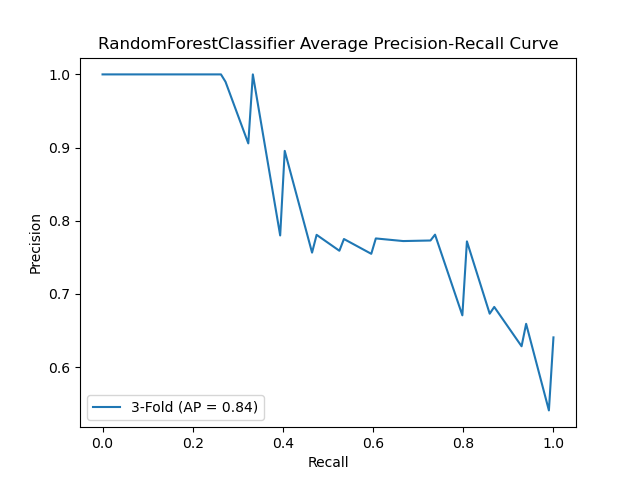 RandomForestClassifier Average Precision-Recall Curve
1.0
0.9
0.8
0.7
0.6
Precision
3-Fold (AP = 0.84)
0.0 0.2 0.4 0.6 0.8 1.0
Recall